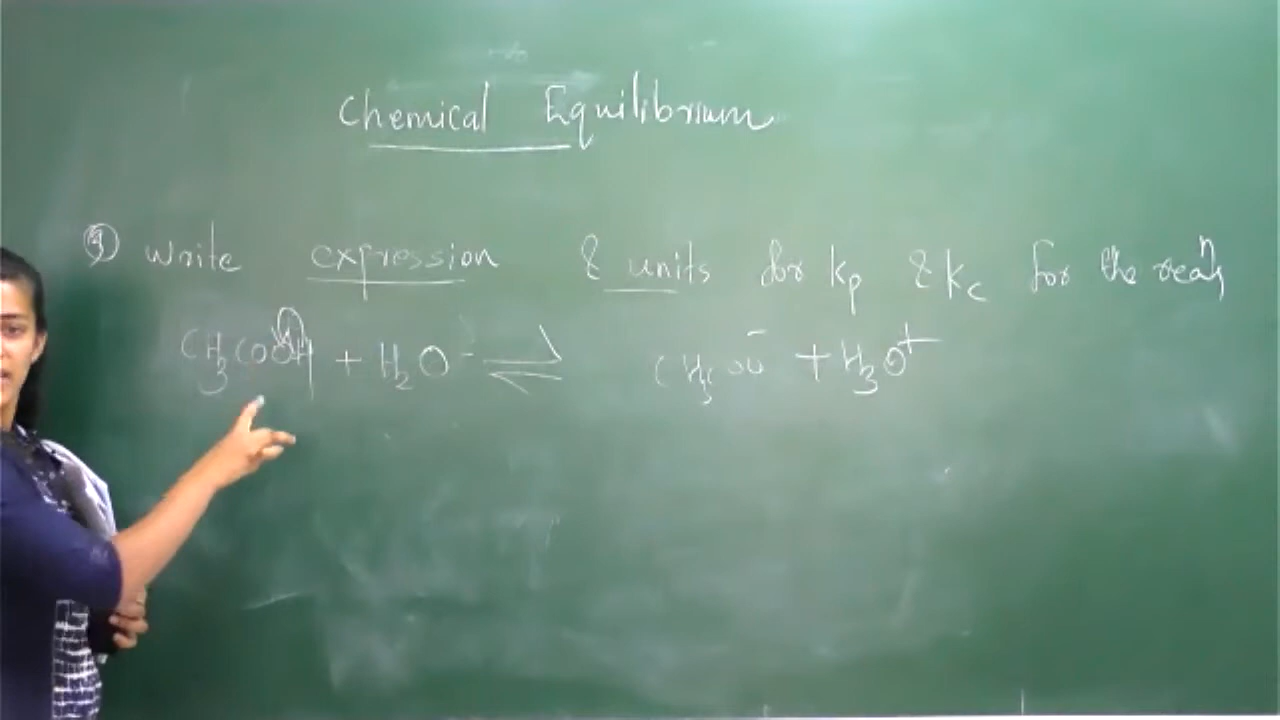 Chemical Equilibrium
Q) Write expression & units for Kp & Kc for the reaⁿ
CH₃COOH + H₂O ⇌ CH₃COO⁻ + H₃O⁺